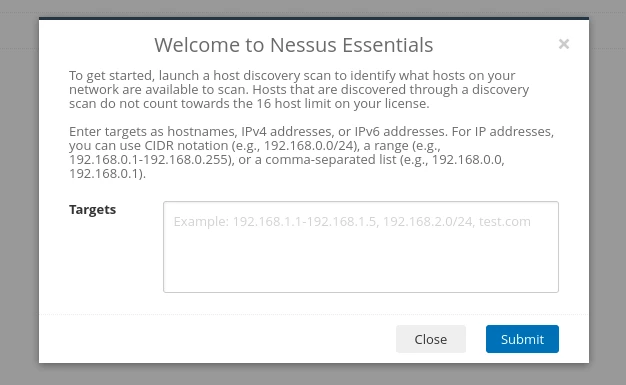 Welcome to Nessus Essentials
×
To get started, launch a host discovery scan to identify what hosts on your
network are available to scan. Hosts that are discovered through a discovery
scan do not count towards the 16 host limit on your license.
Enter targets as hostnames, IPv4 addresses, or IPv6 addresses. For IP addresses,
you can use CIDR notation (e.g., 192.168.0.0/24), a range (e.g.,
192.168.0.1-192.168.0.255), or a comma-separated list (e.g., 192.168.0.0,
192.168.0.1).
Targets
Example: 192.168.1.1-192.168.1.5, 192.168.2.0/24, test.com
Close
Submit